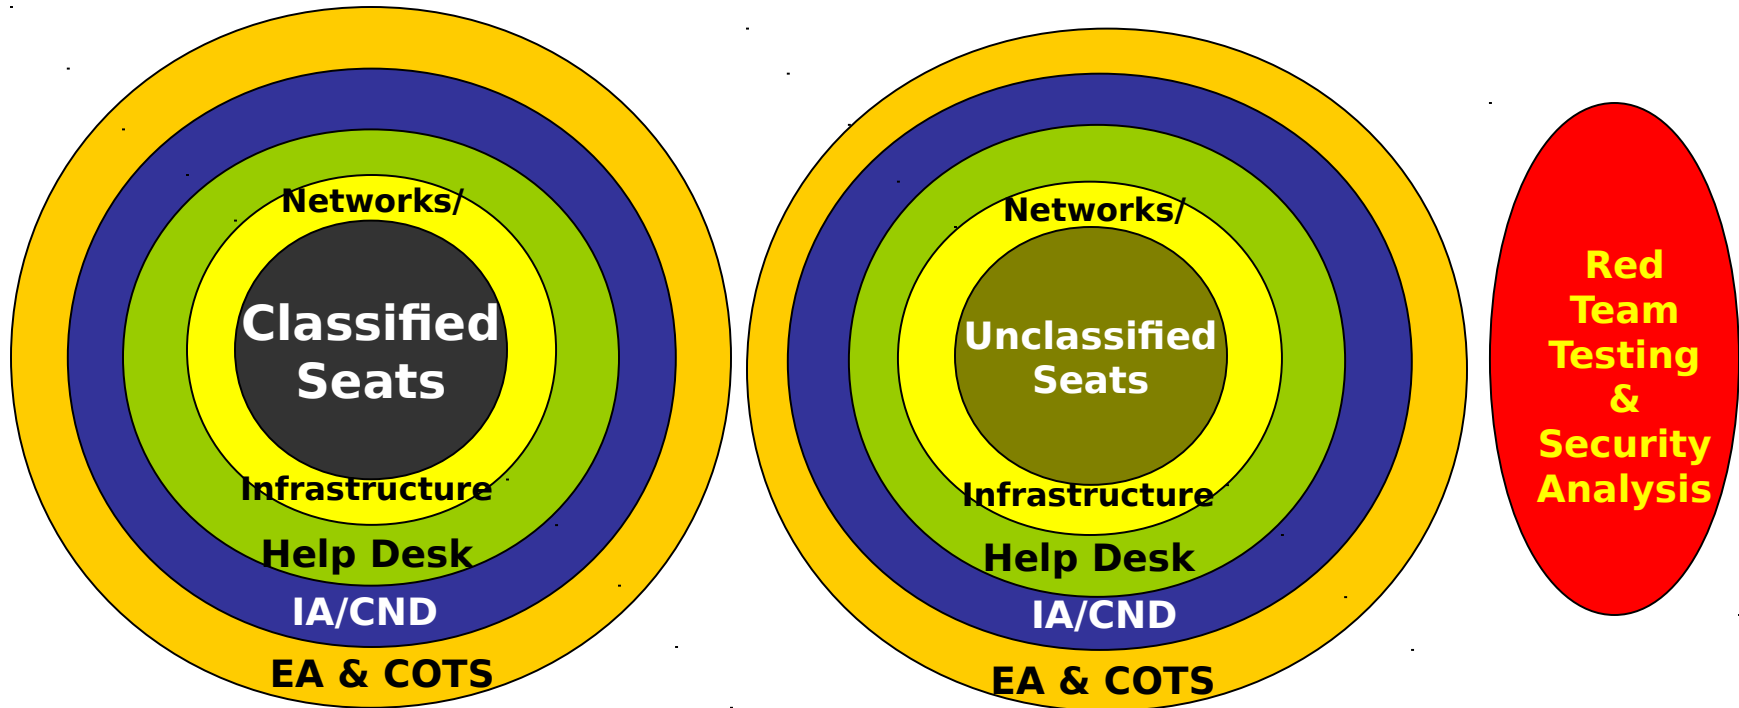 Networks/
Classified
Seats
Infrastructure
Help Desk
IA/CND
EA & COTS
Networks/
Unclassified
Seats
Infrastructure
Help Desk
IA/CND
EA & COTS
Red
Team
Testing
&
Security
Analysis